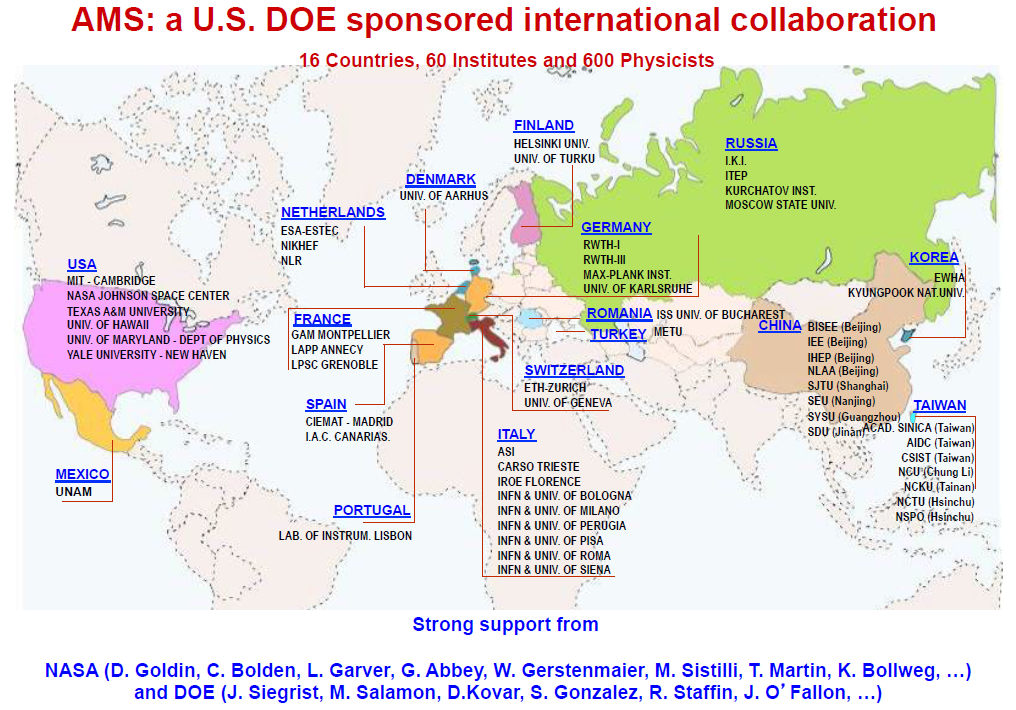 AMS: a U.S. DOE sponsored international collaboration
16 Countries, 60 Institutes and 600 Physicists
FINLAND
HELSINKI UNIV.
UNIV. OF TURKU
RUSSIA
I.K.I.
ITEP
KURCHATOV INST.
MOSCOW STATE UNIV.
DENMARK
UNIV. OF AARHUS
NETHERLANDS
ESA-ESTEC
NIKHEF
NLR
GERMANY
RWTH-I
RWTH-III
MAX-PLANK INST.
UNIV. OF KARLSRUHE
USA
MIT - CAMBRIDGE
NASA JOHNSON SPACE CENTER
TEXAS A&M UNIVERSITY
UNIV. OF HAWAII
UNIV. OF MARYLAND - DEPT OF PHYSICS
YALE UNIVERSITY - NEW HAVEN
KOREA
EWHA
KYUNGPOOK NAT.UNIV.
FRANCE
GAM MONTPELLIER
LAPP ANNECY
LPSC GRENOBLE
ROMANIA
ISS UNIV. OF BUCHAREST
TURKEY
METU
CHINA
BISEE (Beijing)
IEE (Beijing)
IHEP (Beijing)
NLAA (Beijing)
SJTU (Shanghai)
SEU (Nanjing)
SYSU (Guangzhou)
SDU (Jinan)
SWITZERLAND
ETH-ZURICH
UNIV. OF GENEVA
SPAIN
CIEMAT - MADRID
I.A.C. CANARIAS.
TAIWAN
ACAD. SINICA (Taiwan)
AIDC (Taiwan)
CSIST (Taiwan)
NCU (Chung Li)
NCKU (Tainan)
NCTU (Hsinchu)
NSPO (Hsinchu)
ITALY
ASI
CARSO TRIESTE
IROE FLORENCE
INFN & UNIV. OF BOLOGNA
INFN & UNIV. OF MILANO
INFN & UNIV. OF PERUGIA
INFN & UNIV. OF PISA
INFN & UNIV. OF ROMA
INFN & UNIV. OF SIENA
MEXICO
UNAM
PORTUGAL
LAB. OF INSTRUM. LISBON
Strong support from
NASA (D. Goldin, C. Bolden, L. Garver, G. Abbey, W. Gerstenmaier, M. Sistilli, T. Martin, K. Bollweg, …)
and DOE (J. Siegrist, M. Salamon, D.Kovar, S. Gonzalez, R. Staffin, J. O’ Fallon, …)